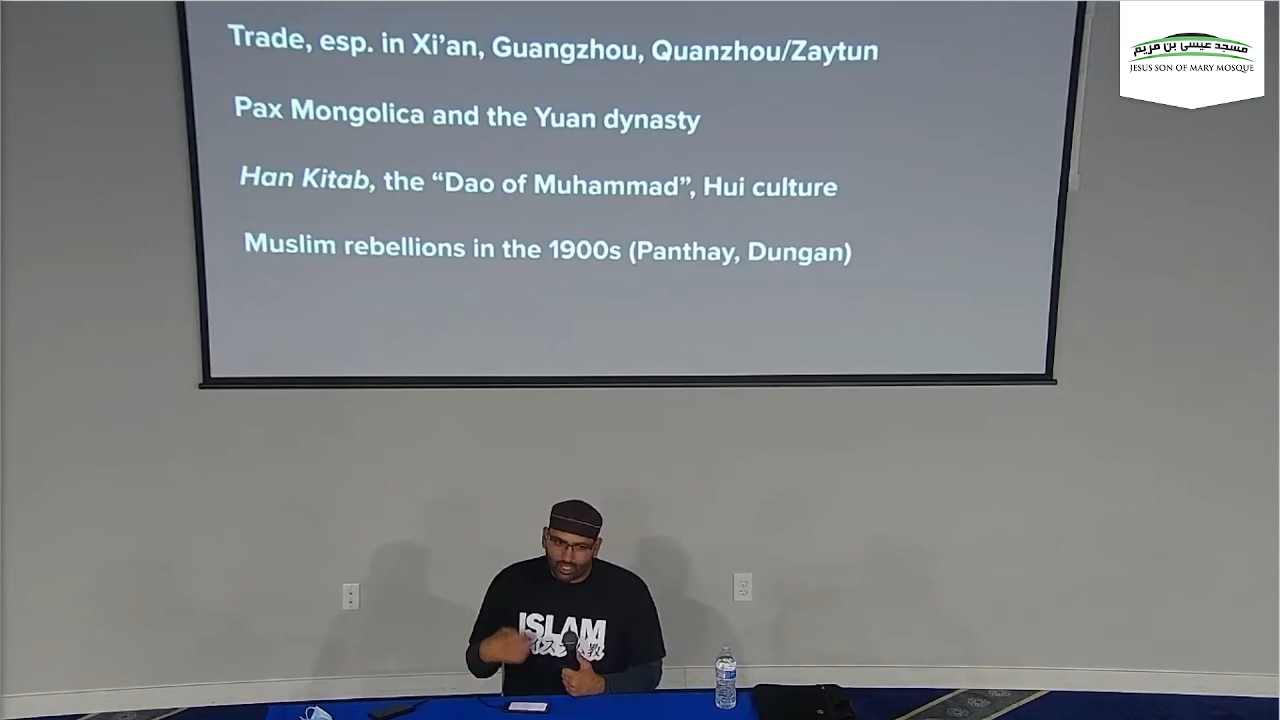 Trade, esp. in Xi’an, Guangzhou, Quanzhou/Zaytun
Pax Mongolica and the Yuan dynasty
Han Kitab, the “Dao of Muhammad”, Hui culture
Muslim rebellions in the 1900s (Panthay, Dungan)
مسجد عيسى بن مريم
JESUS SON OF MARY MOSQUE
ISLAM